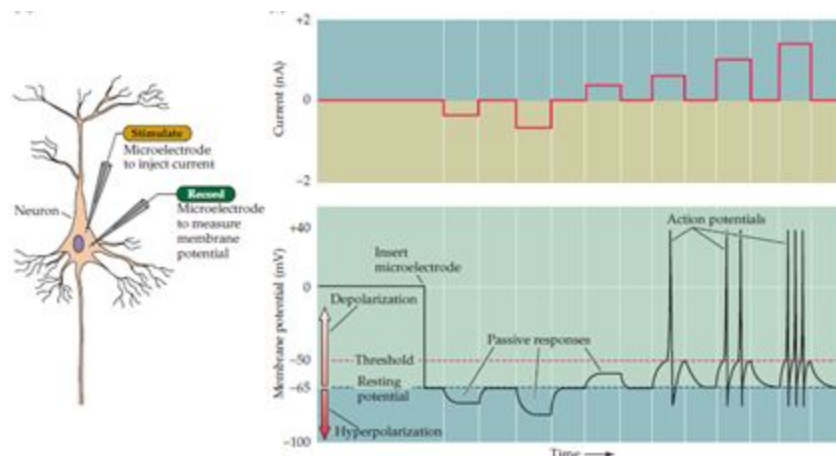 Stimulate
Microelectrode
to inject current
Record
Neuron
Microelectrode
to measure
membrane
potential
+2
0
−2
Current (nA)
+40
0
−50
−65
−100
Membrane potential (mV)
Insert
microelectrode
Action potentials
Depolarization
Passive responses
Threshold
Resting
potential
Hyperpolarization
Time